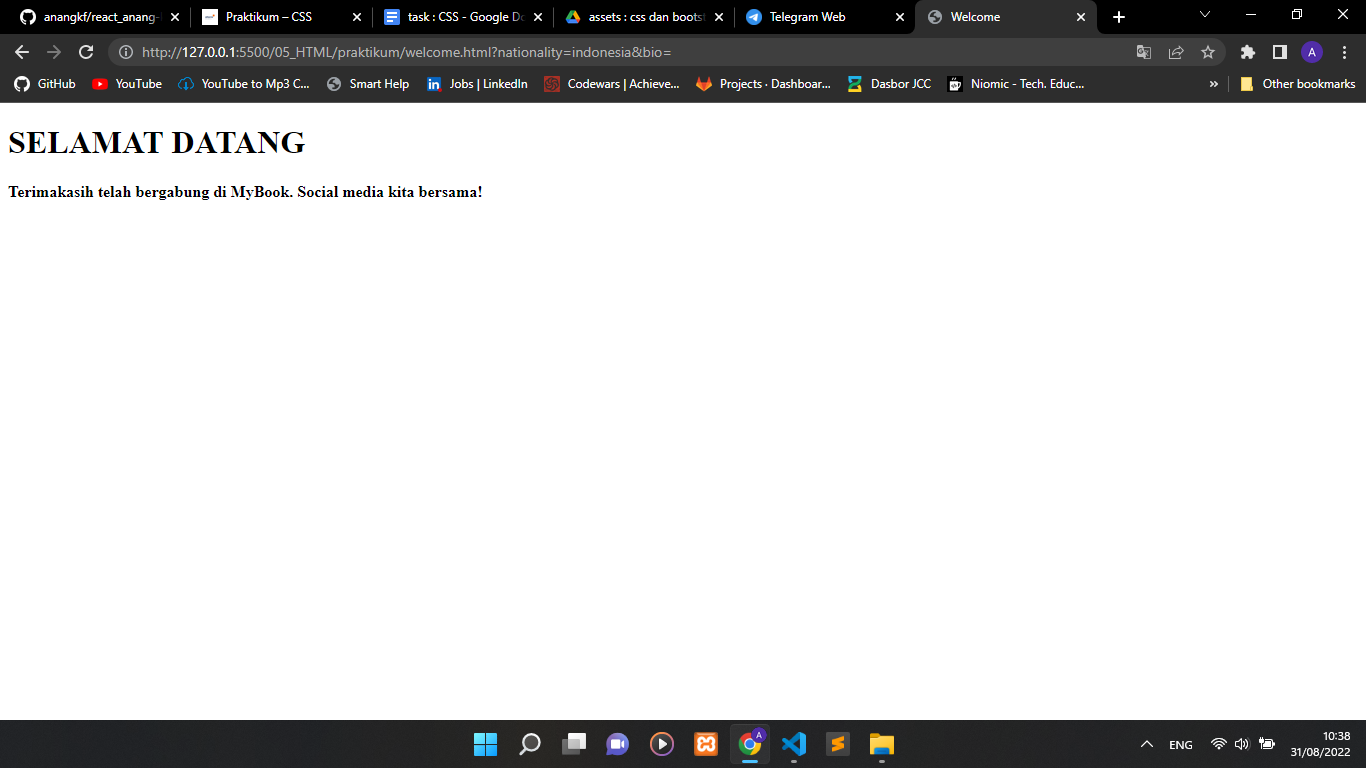 anangkf/react_anang-
Praktikum – CSS
task : CSS - Google Do
assets : css dan bootst
Telegram Web
Welcome
http://127.0.0.1:5500/05_HTML/praktikum/welcome.html?nationality=indonesia&bio=
A
GitHub
YouTube
YouTube to Mp3 C...
Smart Help
Jobs | LinkedIn
Codewars | Achieve...
Projects · Dashboar...
Dasbor JCC
Niomic - Tech. Educ...
»
Other bookmarks
SELAMAT DATANG
Terimakasih telah bergabung di MyBook. Social media kita bersama!
A
ENG
10:38
31/08/2022